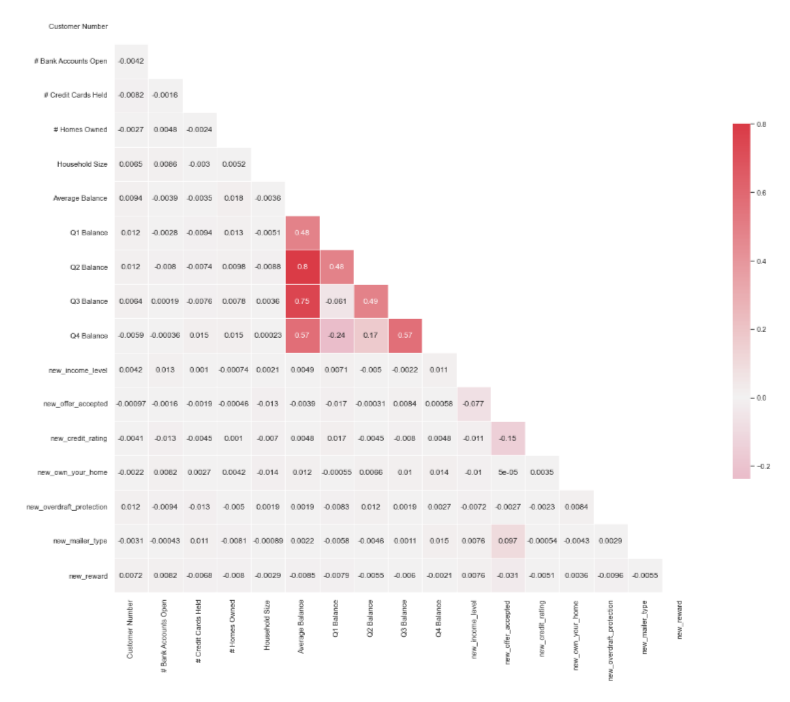 Customer Number
# Bank Accounts Open -0.0042
# Credit Cards Held -0.0082 -0.0016
# Homes Owned -0.0027 0.0048 -0.0024
Household Size 0.0065 0.0086 -0.003 0.0052
Average Balance 0.0094 -0.0039 -0.0035 0.018 -0.0036
Q1 Balance 0.012 -0.0028 -0.0094 0.013 -0.0051 0.48
Q2 Balance 0.012 -0.008 -0.0074 0.0098 -0.0088 0.8 0.46
Q3 Balance 0.0064 0.00019 -0.0076 0.0078 0.0036 0.75 -0.061 0.49
Q4 Balance -0.0059 -0.00036 0.015 0.015 0.00023 0.57 -0.24 0.17 0.57
new_income_level 0.0042 0.013 0.001 -0.00074 0.0021 0.0049 0.0071 -0.005 -0.0022 0.011
new_offer_accepted -0.00097 -0.0016 -0.0019 -0.00046 -0.013 -0.0039 -0.017 -0.00031 0.0084 0.00058 -0.077
new_credit_rating -0.0041 -0.013 -0.0045 0.001 -0.007 0.0048 0.017 -0.0045 -0.008 0.0048 -0.011 -0.15
new_own_your_home -0.0022 0.0082 0.0027 0.0042 -0.014 0.012 -0.00055 0.0066 0.01 0.014 -0.01 5e-05 0.0035
new_overdraft_protection 0.012 -0.0094 -0.013 -0.005 0.0019 0.0019 -0.0083 0.012 0.0019 0.0027 -0.0072 -0.0027 -0.0023 0.0084
new_mailer_type -0.0031 -0.00043 0.011 -0.0081 -0.00089 0.0022 -0.0058 -0.0046 0.0011 0.015 0.0076 0.097 -0.00054 -0.0043 0.0029
new_reward 0.0072 0.0082 -0.0068 -0.008 -0.0029 -0.0085 -0.0079 -0.0055 -0.006 -0.0021 0.0076 -0.031 -0.0051 0.0036 -0.0096 -0.0055
Customer Number
# Bank Accounts Open
# Credit Cards Held
# Homes Owned
Household Size
Average Balance
Q1 Balance
Q2 Balance
Q3 Balance
Q4 Balance
new_income_level
new_offer_accepted
new_credit_rating
new_own_your_home
new_overdraft_protection
new_mailer_type
new_reward
0.8
0.6
0.4
0.2
0.0
-0.2